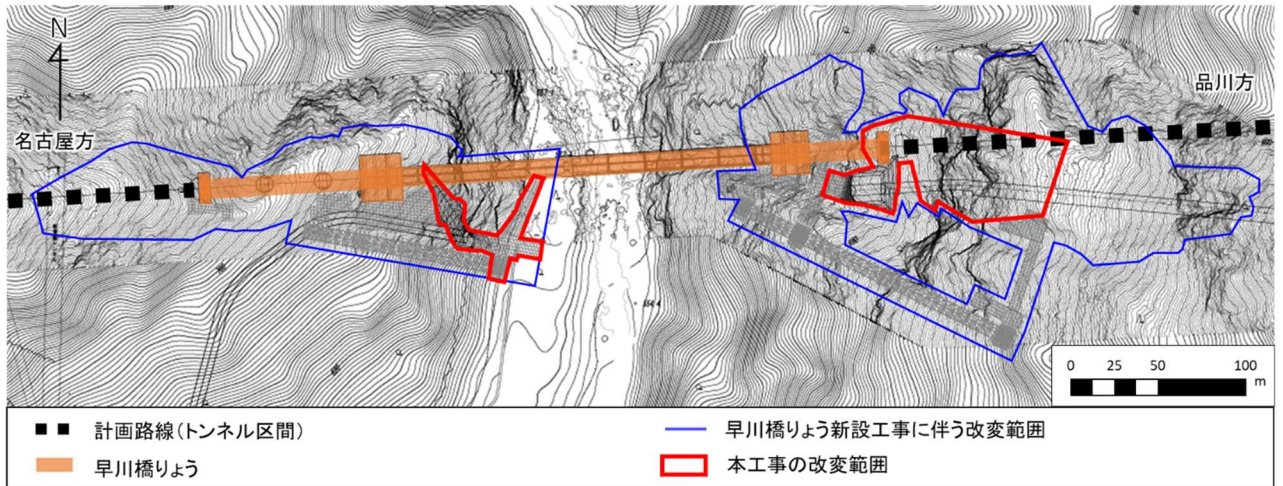 N
名古屋方
品川方
0 25 50 100
m
計画路線(トンネル区間)
早川橋りょう新設工事に伴う改変範囲
早川橋りょう
本工事の改変範囲